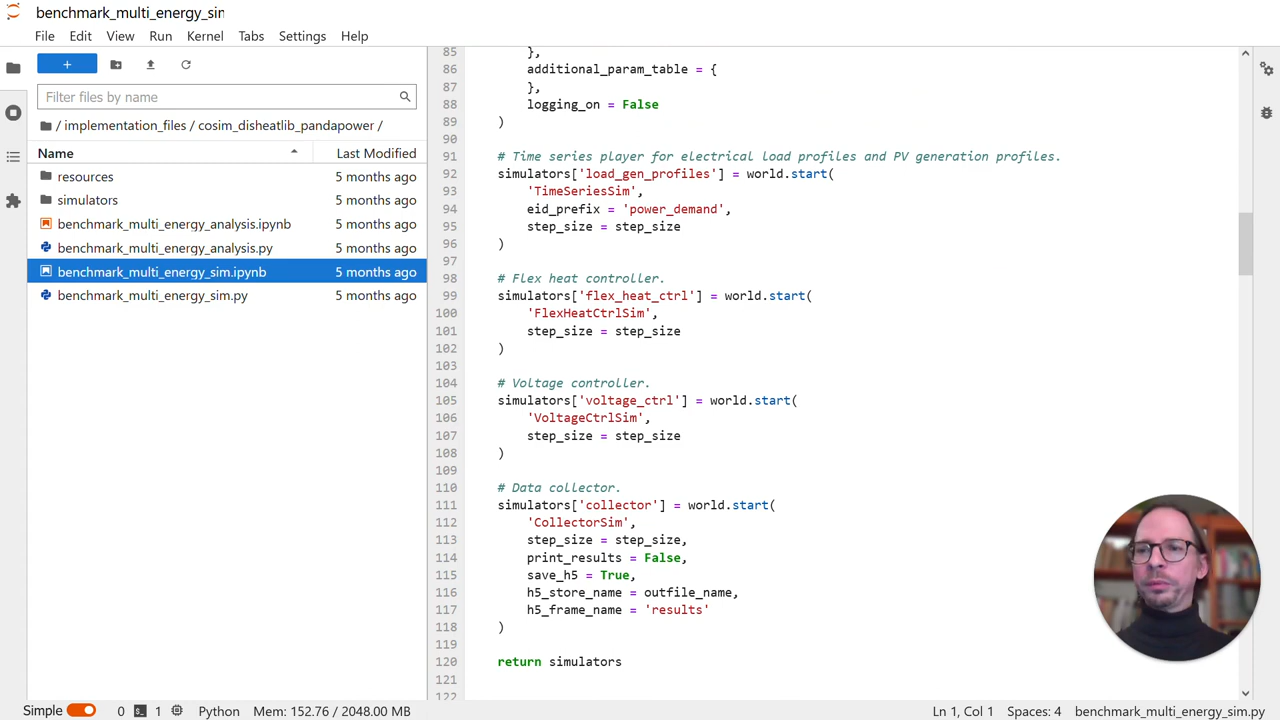 benchmark_multi_energy_sin
File Edit View Run Kernel Tabs Settings Help
+
Filter files by name
/ implementation_files / cosim_disheatlib_pandapower /
Name Last Modified
resources 5 months ago
simulators 5 months ago
benchmark_multi_energy_analysis.ipynb 5 months ago
benchmark_multi_energy_analysis.py 5 months ago
benchmark_multi_energy_sim.ipynb 5 months ago
benchmark_multi_energy_sim.py 5 months ago
85 },
86 additional_param_table = {
87 },
88 logging_on = False
89 )
90
91 # Time series player for electrical load profiles and PV generation profiles.
92 simulators['load_gen_profiles'] = world.start(
93 'TimeSeriesSim',
94 eid_prefix = 'power_demand',
95 step_size = step_size
96 )
97
98 # Flex heat controller.
99 simulators['flex_heat_ctrl'] = world.start(
100 'FlexHeatCtrlSim',
101 step_size = step_size
102 )
103
104 # Voltage controller.
105 simulators['voltage_ctrl'] = world.start(
106 'VoltageCtrlSim',
107 step_size = step_size
108 )
109
110 # Data collector.
111 simulators['collector'] = world.start(
112 'CollectorSim',
113 step_size = step_size,
114 print_results = False,
115 save_h5 = True,
116 h5_store_name = outfile_name,
117 h5_frame_name = 'results'
118 )
119
120 return simulators
121
122
Simple 0 1 Python Mem: 152.76 / 2048.00 MB Ln 1, Col 1 Spaces: 4 benchmark_multi_energy_sim.py